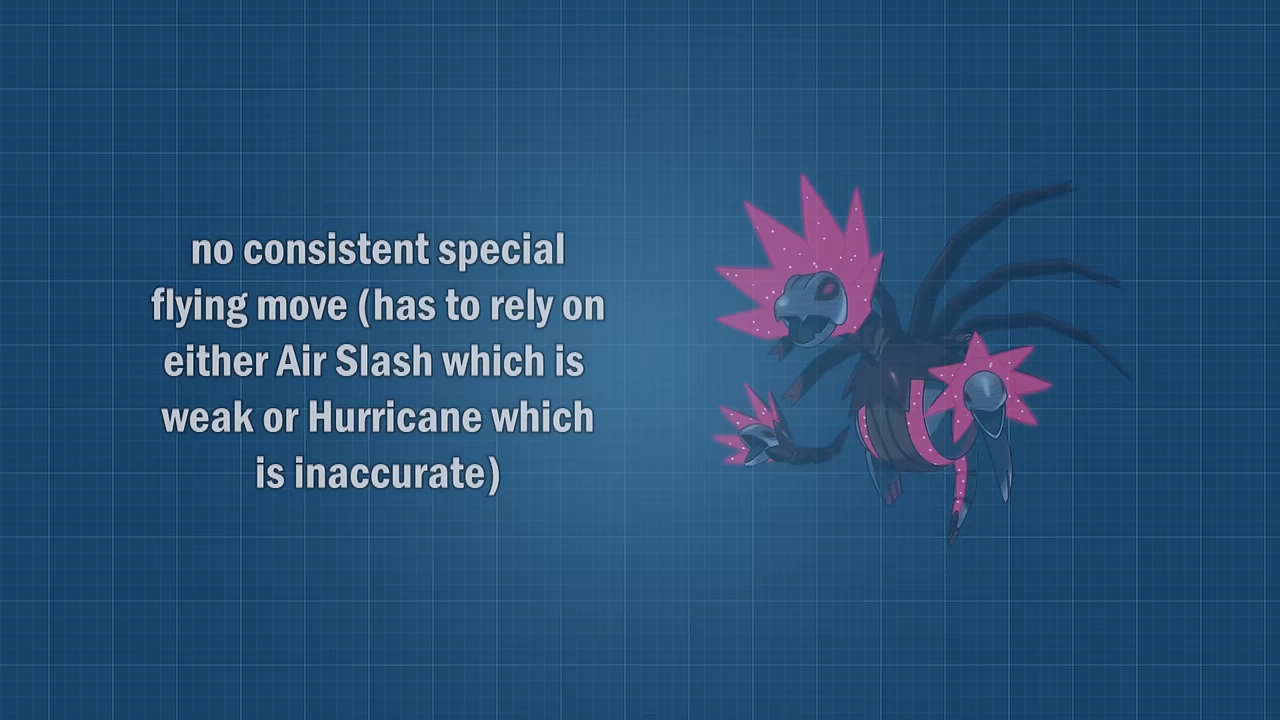 no consistent special
flying move (has to rely on
either Air Slash which is
weak or Hurricane which
is inaccurate)